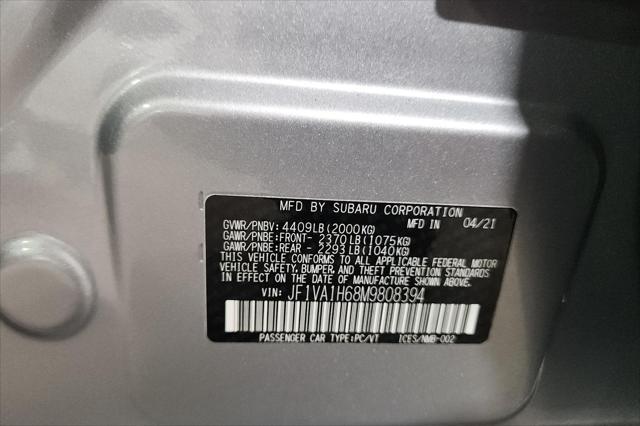 MFD BY SUBARU CORPORATION
GVWR/PNBV: 4409LB(2000KG) MFD IN 04/21
GAWR/PNBE:FRONT- 2370LB(1075KG)
GAWR/PNBE:REAR - 2293LB(1040KG)
THIS VEHICLE CONFORMS TO ALL APPLICABLE FEDERAL MOTOR
VEHICLE SAFETY, BUMPER, AND THEFT PREVENTION STANDARDS
IN EFFECT ON THE DATE OF MANUFACTURE SHOWN ABOVE.
VIN: JF1VA1H68M9808394
PASSENGER CAR TYPE:PC/VT ICES/NMB-002